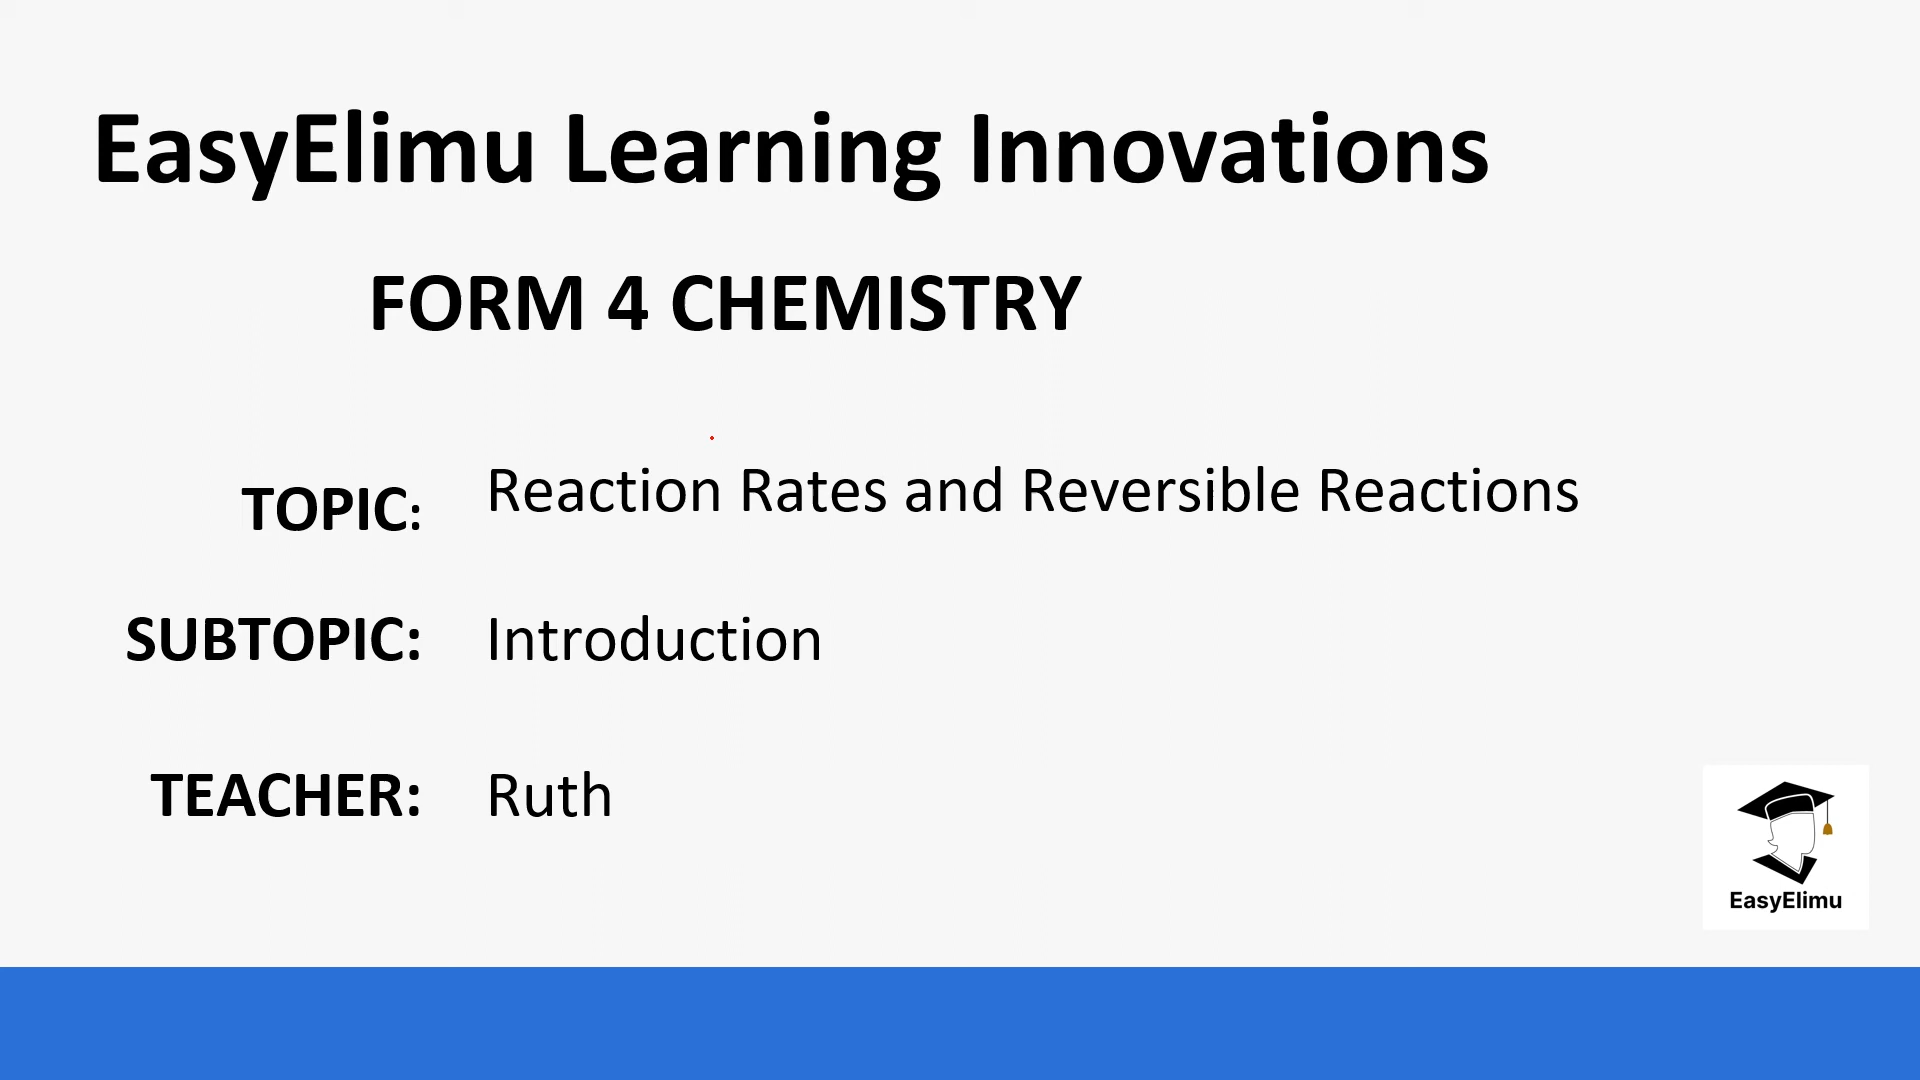 EasyElimu Learning Innovations
FORM 4 CHEMISTRY
TOPIC: Reaction Rates and Reversible Reactions
SUBTOPIC: Introduction
TEACHER: Ruth
EasyElimu